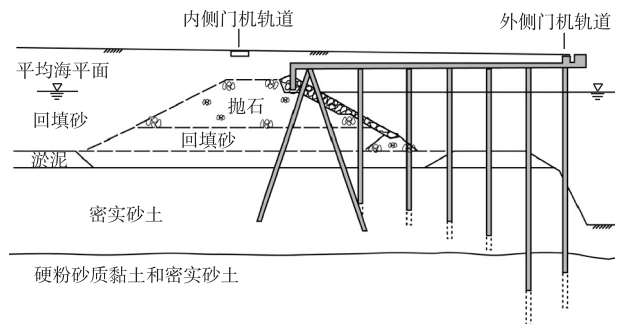 内侧门机轨道
外侧门机轨道
平均海平面
抛石
回填砂
回填砂
淤泥
密实砂土
硬粉砂质黏土和密实砂土